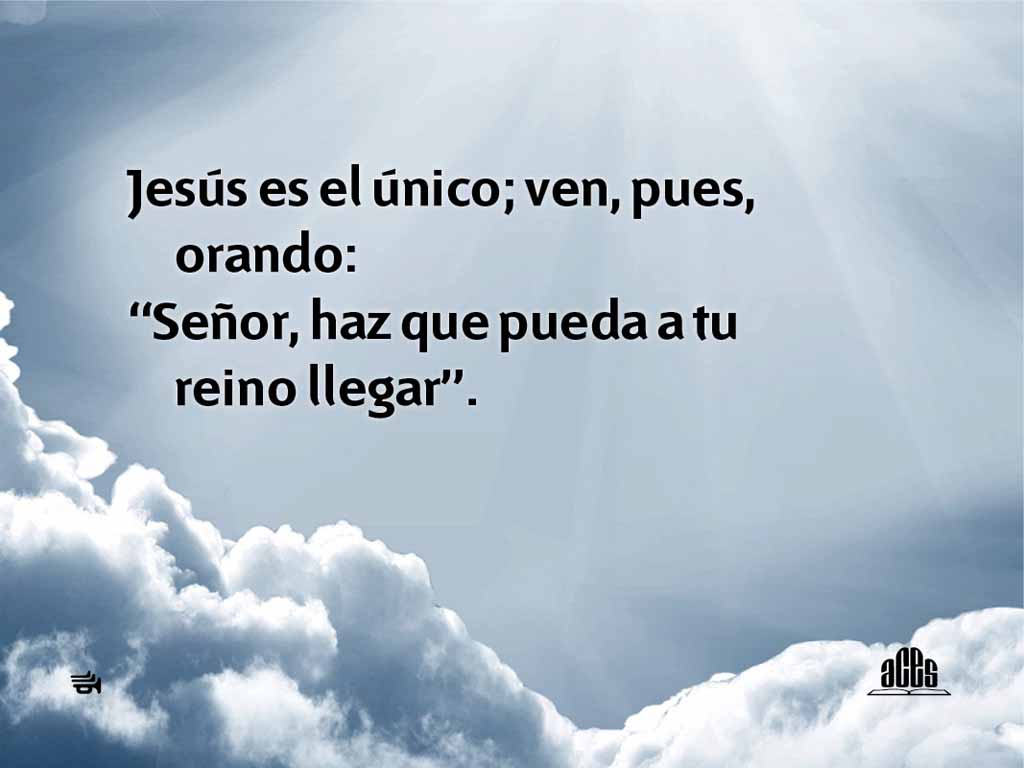 Jesús es el único; ven, pues,
orando:
“Señor, haz que pueda a tu
reino llegar”.
aces